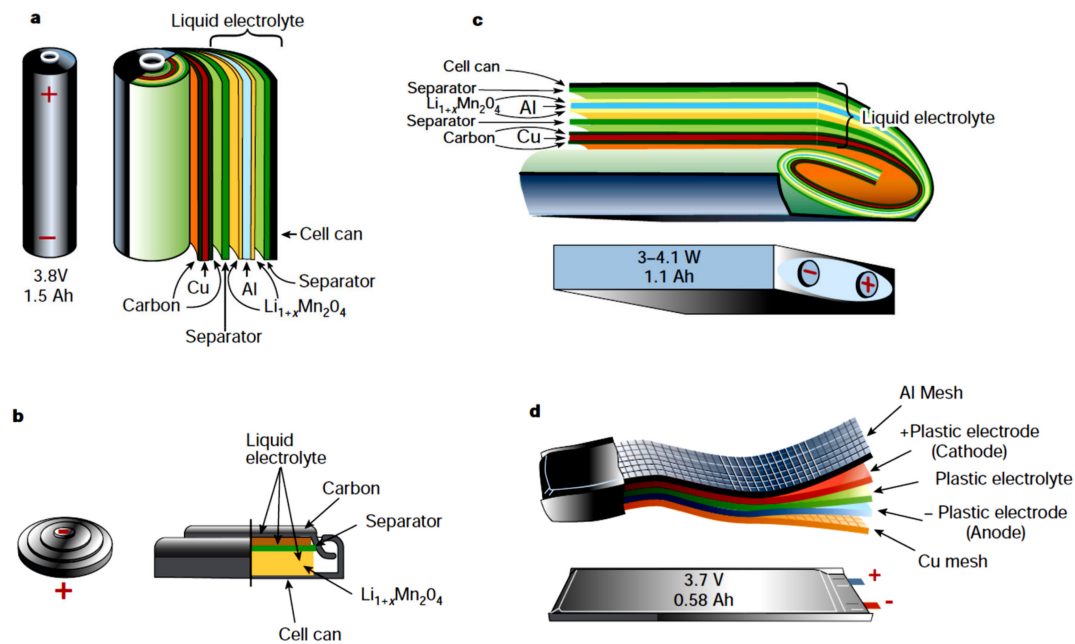 a
Liquid electrolyte
+
−
3.8V
1.5 Ah
Cell can
Separator
Carbon
Cu
Al
Li1+xMn2O4
Separator
c
Cell can
Separator
Li1+xMn2O4
Al
Separator
Carbon
Cu
Liquid electrolyte
3–4.1 W
1.1 Ah
−
+
b
Liquid
electrolyte
Carbon
Separator
Li1+xMn2O4
Cell can
-
+
d
Al Mesh
+Plastic electrode
(Cathode)
Plastic electrolyte
– Plastic electrode
(Anode)
Cu mesh
3.7 V
0.58 Ah
+
-